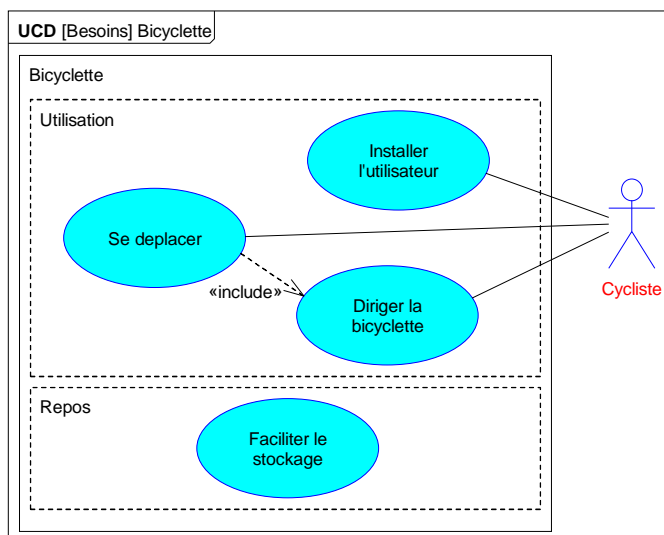 UCD [Besoins] Bicyclette
Bicyclette
Utilisation
Installer
l'utilisateur
Se deplacer
«include»
Diriger la
bicyclette
Cycliste
Repos
Faciliter le
stockage